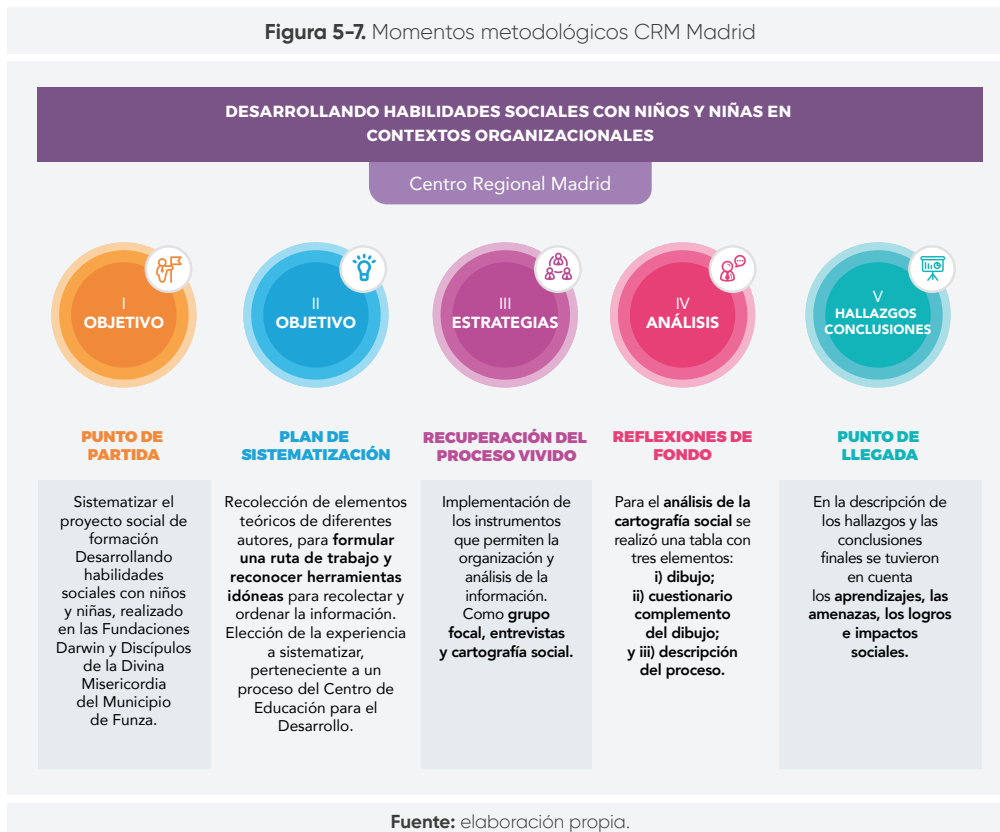 Figura 5-7. Momentos metodológicos CRM Madrid
DESARROLLANDO HABILIDADES SOCIALES CON NIÑOS Y NIÑAS EN
CONTEXTOS ORGANIZACIONALES
Centro Regional Madrid
I
OBJETIVO
II
OBJETIVO
III
ESTRATEGIAS
IV
ANÁLISIS
V
HALLAZGOS
CONCLUSIONES
PUNTO DE
PARTIDA
Sistematizar el
proyecto social de
formación
Desarrollando
habilidades
sociales con niños
y niñas, realizado
en las Fundaciones
Darwin y Discípulos
de la Divina
Misericordia
del Municipio
de Funza.
PLAN DE
SISTEMATIZACIÓN
Recolección de elementos
teóricos de diferentes
autores, para formular
una ruta de trabajo y
reconocer herramientas
idóneas para recolectar y
ordenar la información.
Elección de la experiencia
a sistematizar,
perteneciente a un
proceso del Centro de
Educación para el
Desarrollo.
RECUPERACIÓN DEL
PROCESO VIVIDO
Implementación de
los instrumentos
que permiten la
organización y
análisis de la
información.
Como grupo
focal, entrevistas
y cartografía social.
REFLEXIONES DE
FONDO
Para el análisis de la
cartografía social se
realizó una tabla con
tres elementos:
i) dibujo;
ii) cuestionario
complemento
del dibujo;
y iii) descripción
del proceso.
PUNTO DE
LLEGADA
En la descripción de
los hallazgos y las
conclusiones
finales se tuvieron
en cuenta
los aprendizajes, las
amenazas, los logros
e impactos
sociales.
Fuente: elaboración propia.